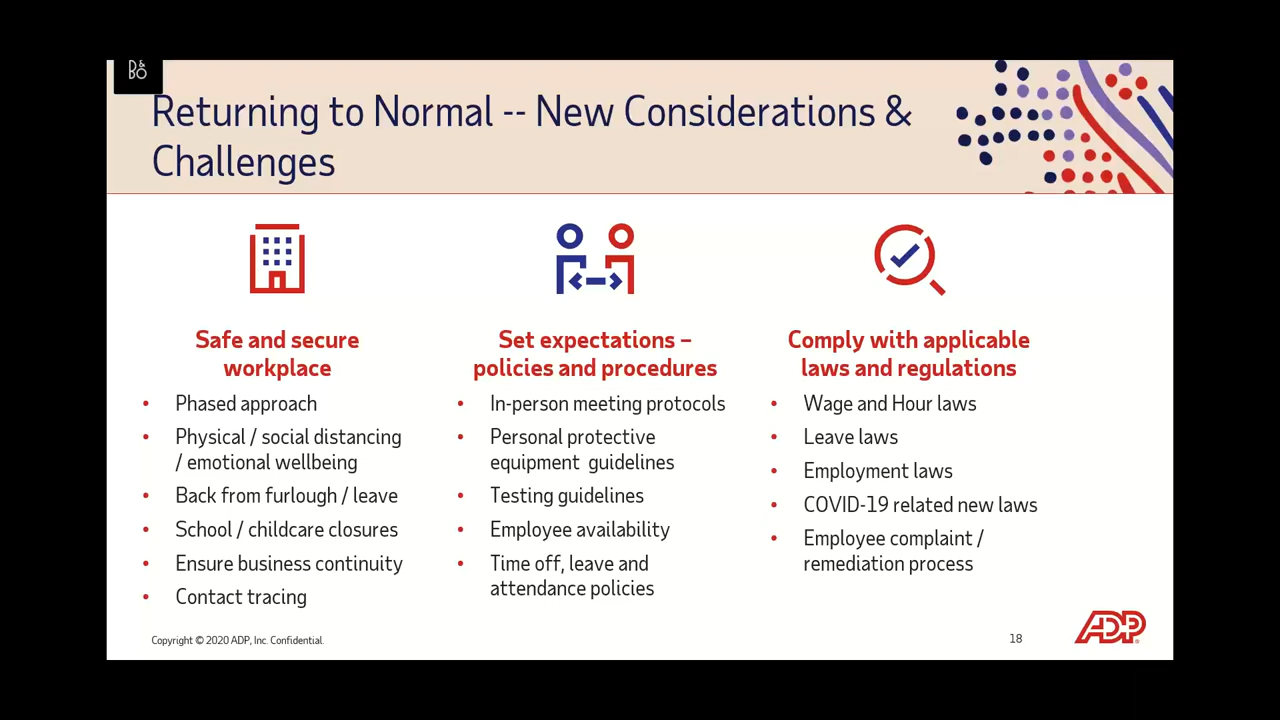 D&
BO
Returning to Normal -- New Considerations &
Challenges
Safe and secure
workplace
• Phased approach
• Physical / social distancing
/ emotional wellbeing
• Back from furlough / leave
• School / childcare closures
• Ensure business continuity
• Contact tracing
Set expectations –
policies and procedures
• In-person meeting protocols
• Personal protective
equipment  guidelines
• Testing guidelines
• Employee availability
• Time off, leave and
attendance policies
Comply with applicable
laws and regulations
• Wage and Hour laws
• Leave laws
• Employment laws
• COVID-19 related new laws
• Employee complaint /
remediation process
Copyright © 2020 ADP, Inc. Confidential.
18
ADP